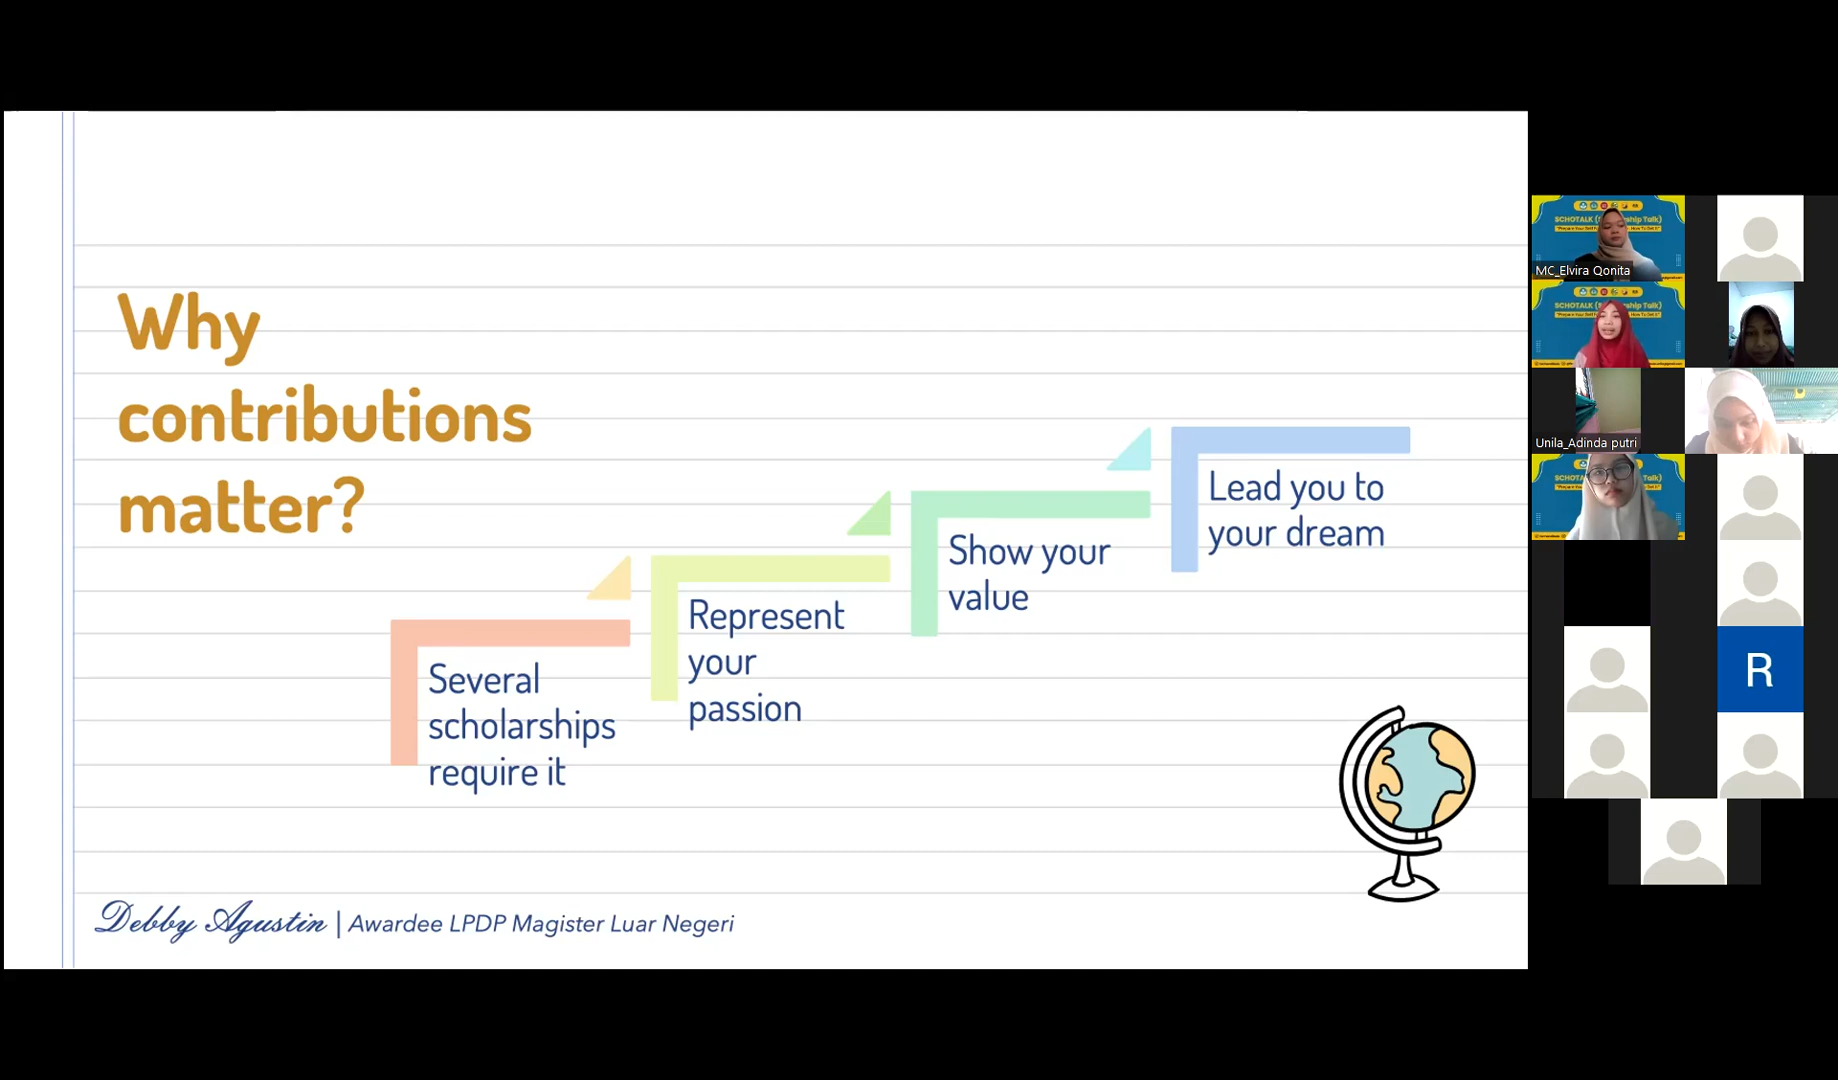 Why
contributions
matter?
Several
scholarships
require it
Represent
your
passion
Show your
value
Lead you to
your dream
Debby Agustin | Awardee LPDP Magister Luar Negeri
MC_Elvira Qonita
Unila_Adinda putri
R